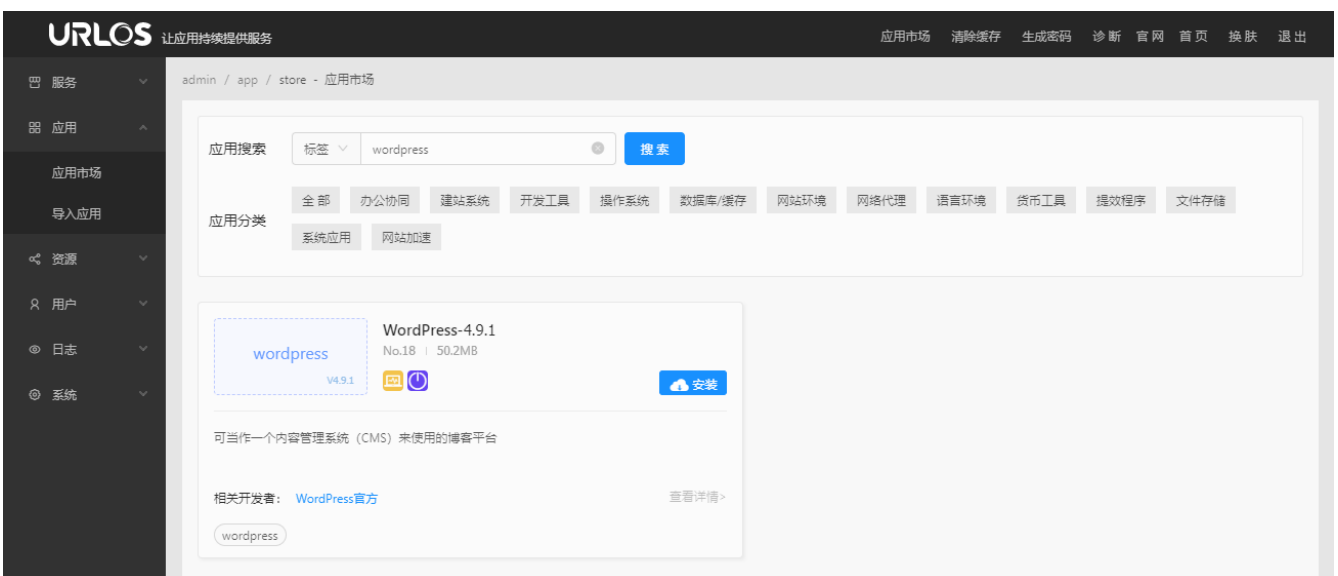 URLOS 让应用持续提供服务
应用市场 清除缓存 生成密码 诊断 官网 首页 换肤 退出
服务
应用
应用市场
导入应用
资源
用户
日志
系统
admin / app / store - 应用市场
应用搜索 标签 wordpress 搜索
应用分类 全部 办公协同 建站系统 开发工具 操作系统 数据库/缓存 网站环境 网络代理 语言环境 货币工具 提效程序 文件存储
系统应用 网站加速
wordpress
V4.9.1
WordPress-4.9.1
No.18 50.2MB
安装
可当作一个内容管理系统（CMS）来使用的博客平台
相关开发者： WordPress官方 查看详情>
wordpress